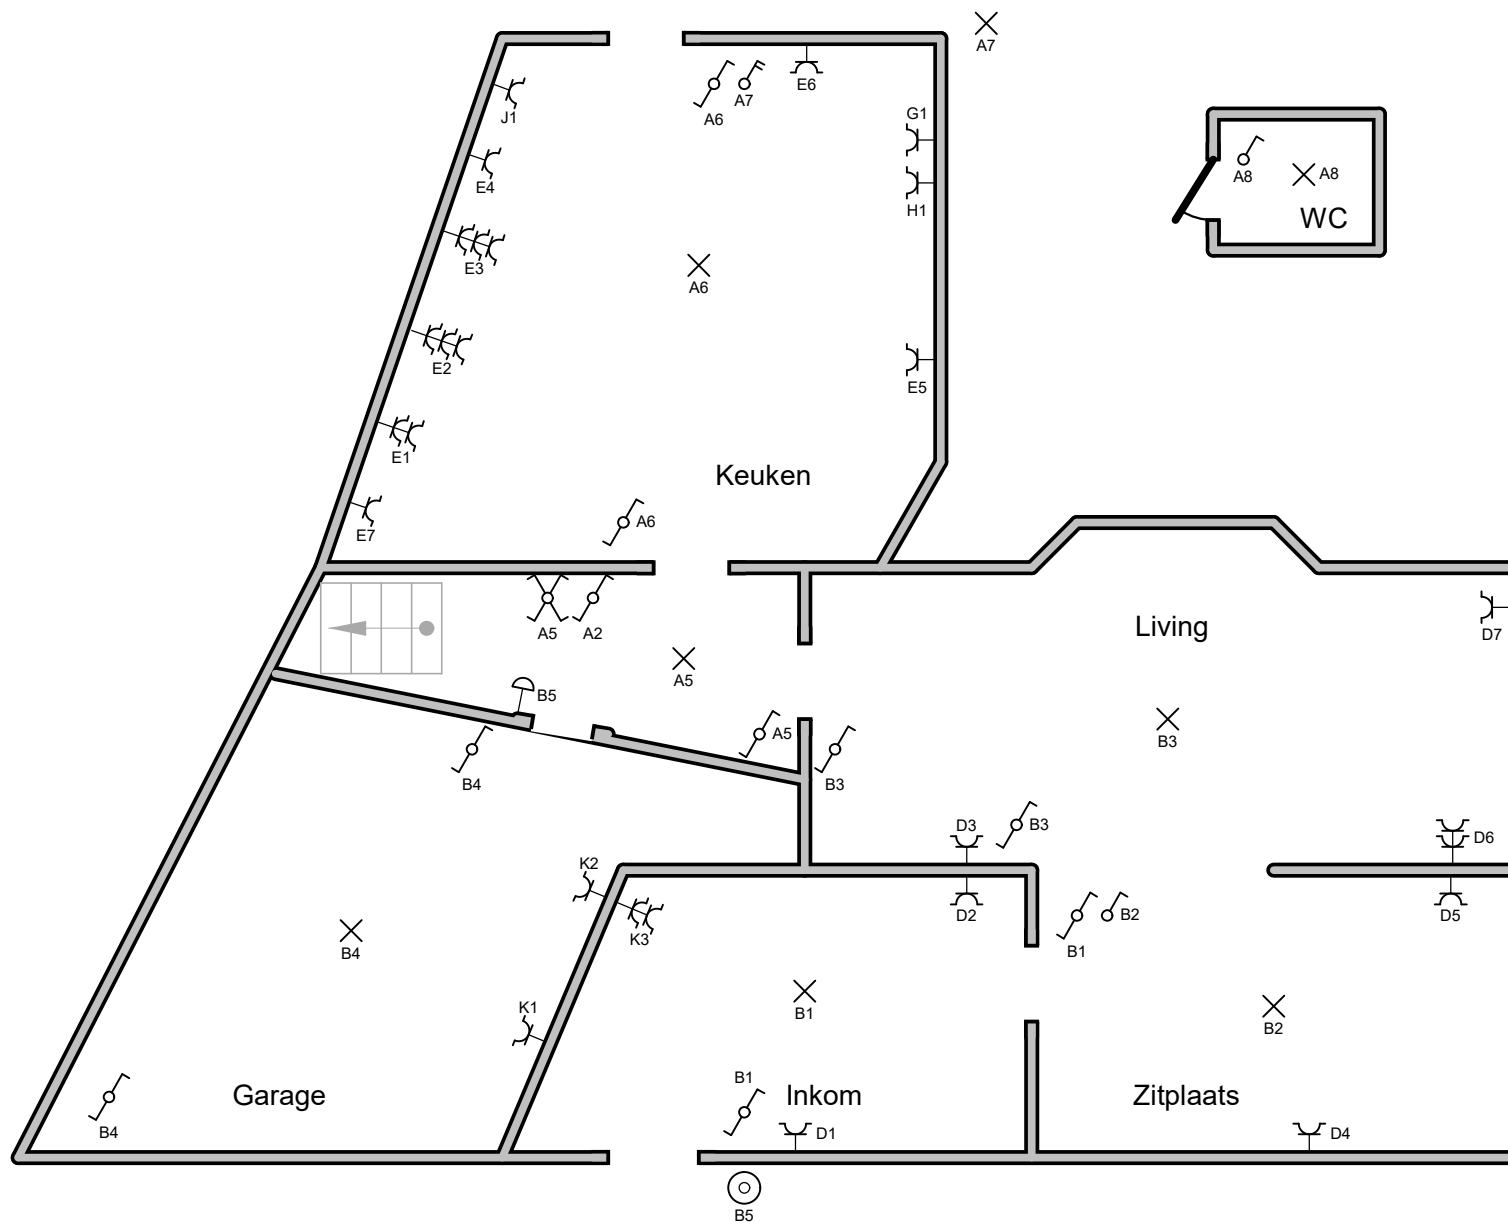 A7
E6
A6
A7
J1
G1
E4
A8
A8
H1
WC
E3
A6
E2
E5
E1
Keuken
E7
A6
A5
A2
Living
D7
A5
B5
B3
A5
B4
B3
D3
B3
D6
K2
D2
B2
D5
K3
B1
B4
K1
B1
B2
B1
Garage
Inkom
Zitplaats
B4
D1
D4
B5